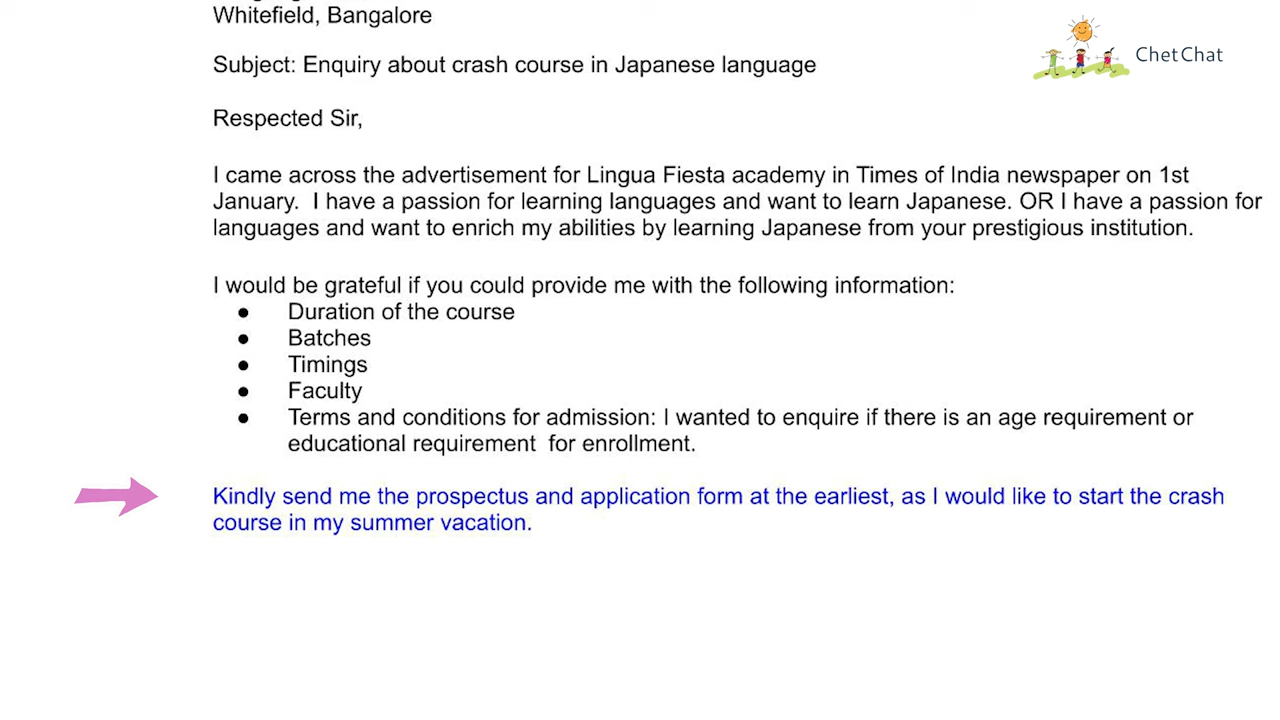 Whitefield, Bangalore
ChetChat
Subject: Enquiry about crash course in Japanese language
Respected Sir,
I came across the advertisement for Lingua Fiesta academy in Times of India newspaper on 1st
January.  I have a passion for learning languages and want to learn Japanese. OR I have a passion for
languages and want to enrich my abilities by learning Japanese from your prestigious institution.
I would be grateful if you could provide me with the following information:
● Duration of the course
● Batches
● Timings
● Faculty
● Terms and conditions for admission: I wanted to enquire if there is an age requirement or
educational requirement  for enrollment.
Kindly send me the prospectus and application form at the earliest, as I would like to start the crash
course in my summer vacation.